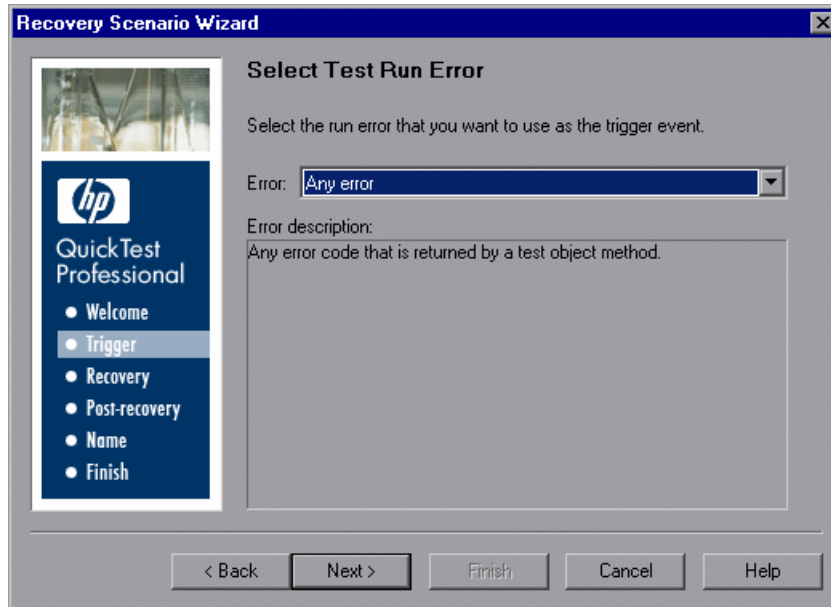 Recovery Scenario Wizard
Select Test Run Error
Select the run error that you want to use as the trigger event.
Error: Any error
Error description:
Any error code that is returned by a test object method.
hp
QuickTest
Professional
Welcome
Trigger
Recovery
Post-recovery
Name
Finish
< Back
Next >
Finish
Cancel
Help